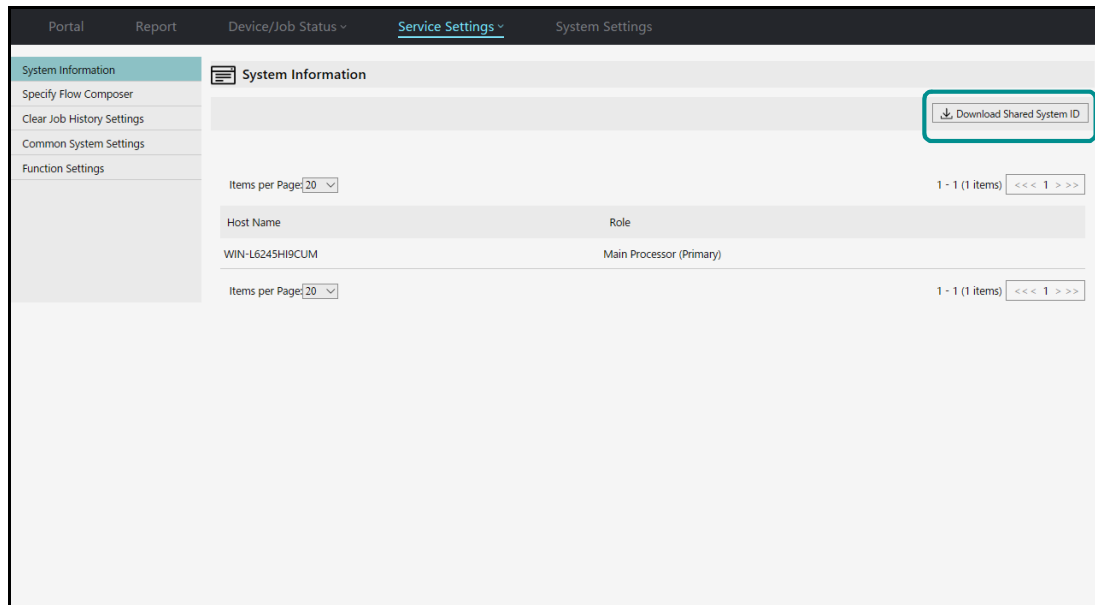 Portal Report Device/Job Status Service Settings System Settings
System Information
Specify Flow Composer
Clear Job History Settings
Common System Settings
Function Settings
System Information
Download Shared System ID
Items per Page: 20 1 - 1 (1 items) <<< 1 >>>
Host Name Role
WIN-L6245HI9CUM Main Processor (Primary)
Items per Page: 20 1 - 1 (1 items) <<< 1 >>>